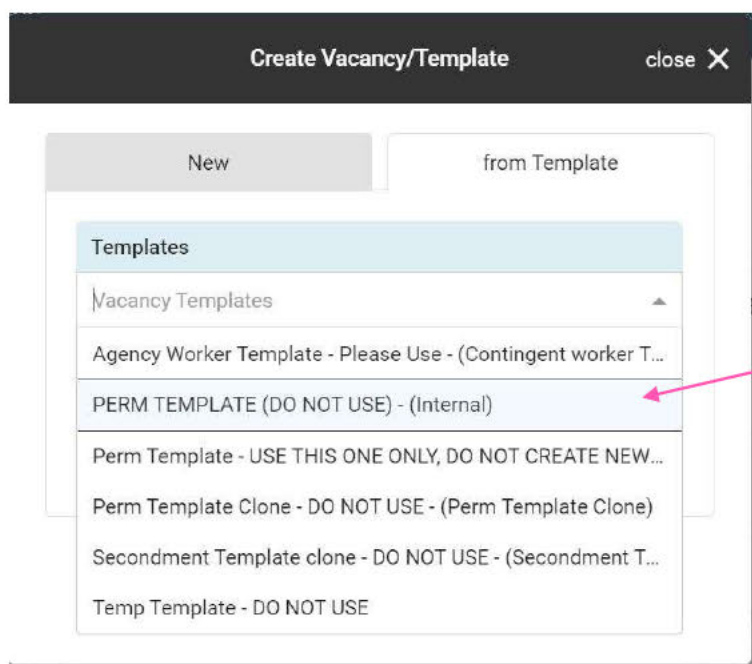 Create Vacancy/Template close
New from Template
Templates
Vacancy Templates
Agency Worker Template - Please Use - (Contingent worker T...
PERM TEMPLATE (DO NOT USE) - (Internal)
Perm Template - USE THIS ONE ONLY, DO NOT CREATE NEW...
Perm Template Clone - DO NOT USE - (Perm Template Clone)
Secondment Template clone - DO NOT USE - (Secondment T...
Temp Template - DO NOT USE